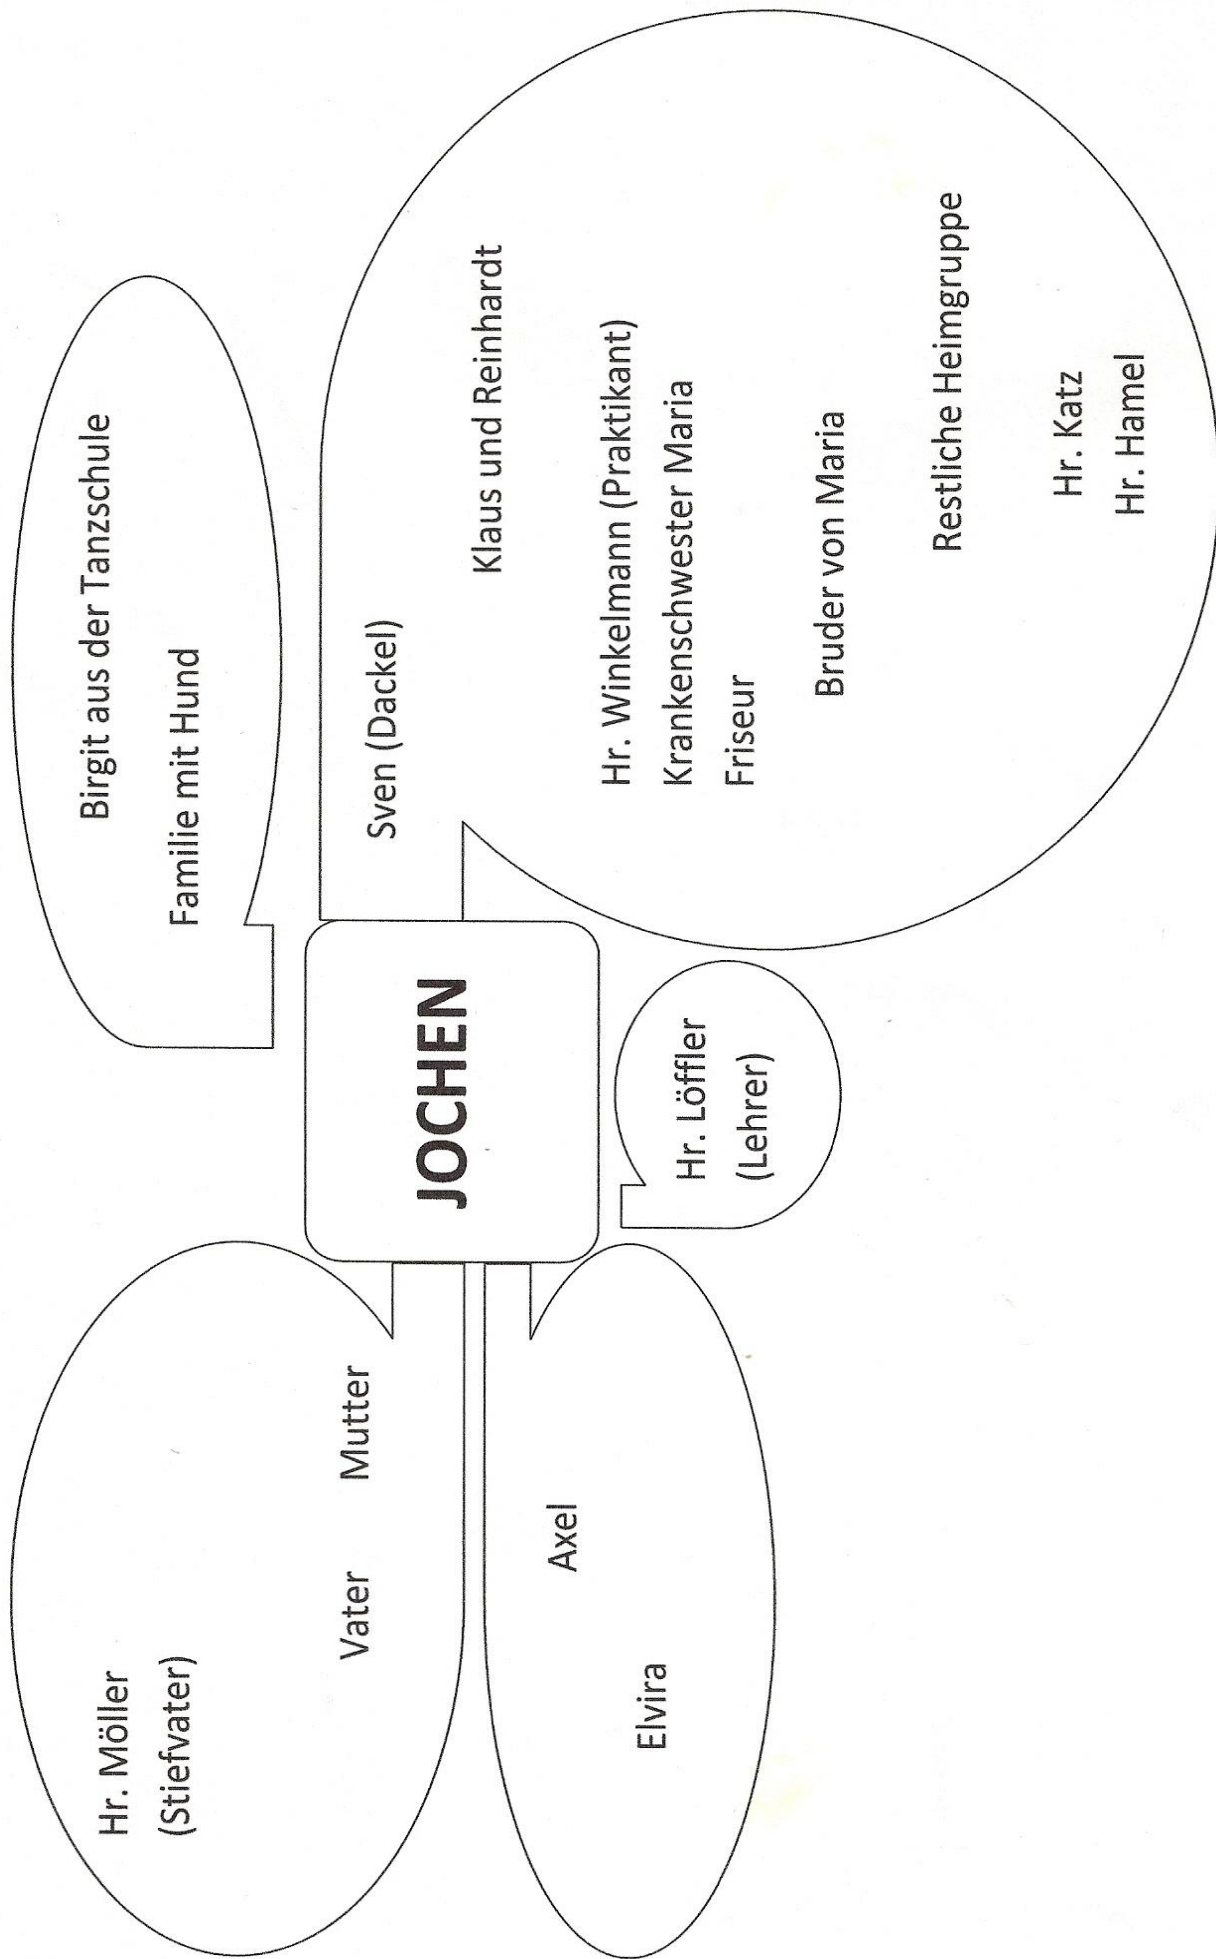 Hr. Möller
(Stiefvater)
Vater Mutter
Birgit aus der Tanzschule
Familie mit Hund
JOCHEN
Axel
Elvira
Hr. Löffler
(Lehrer)
Sven (Dackel)
Klaus und Reinhardt
Hr. Winkelmann (Praktikant)
Krankenschwester Maria
Friseur
Bruder von Maria
Restliche Heimgruppe
Hr. Katz
Hr. Hamel